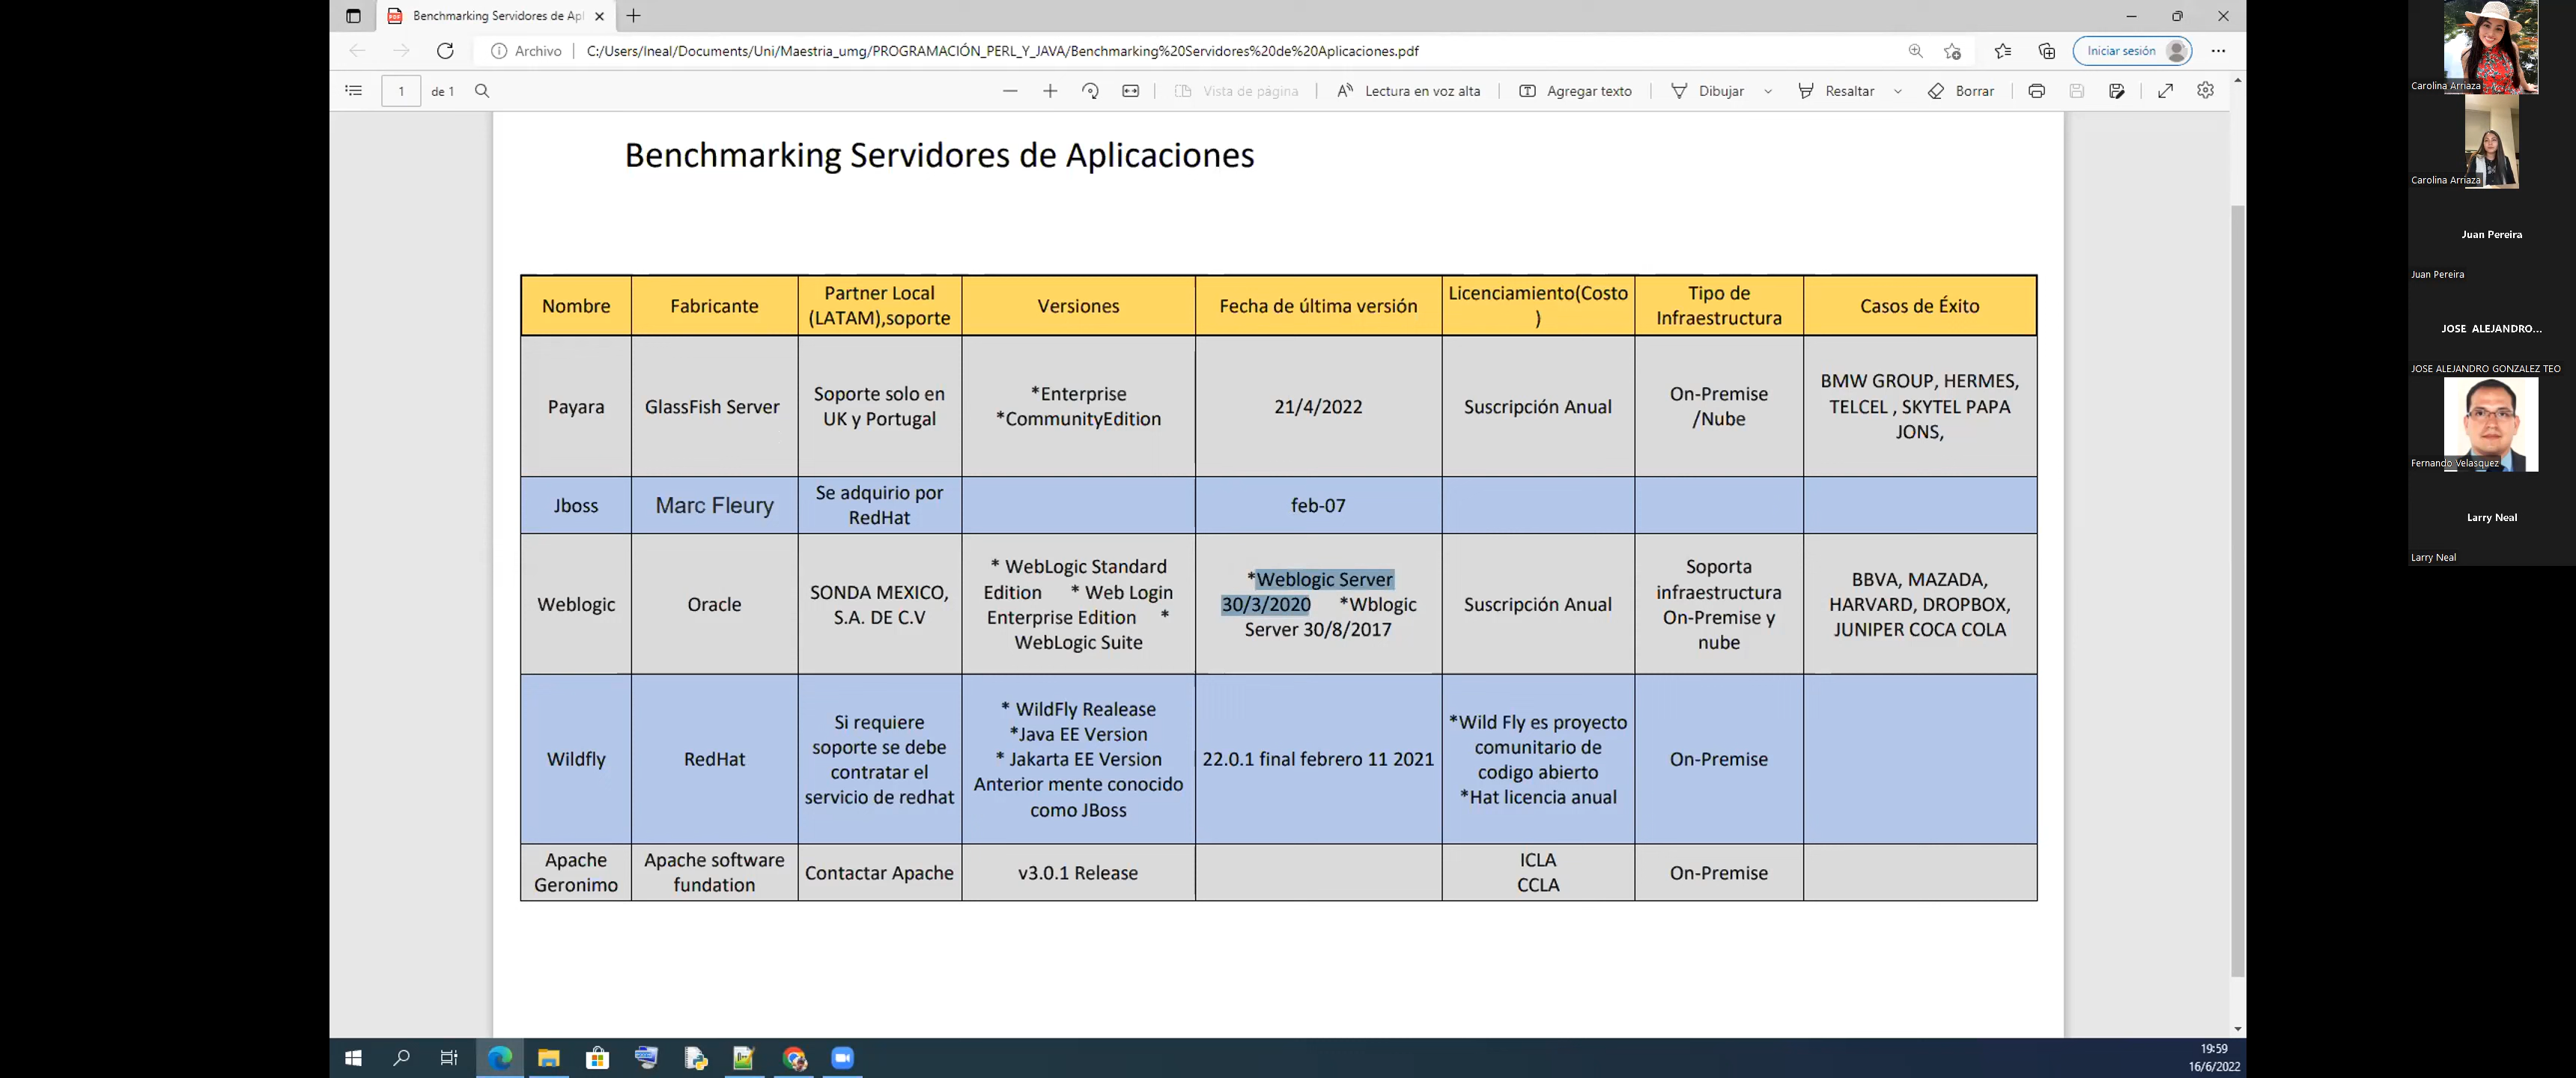 Benchmarking Servidores de Apl
Archivo
C:/Users/lneal/Documents/Uni/Maestria_umg/PROGRAMACIÓN_PERL_Y_JAVA/Benchmarking%20Servidores%20de%20Aplicaciones.pdf
Iniciar sesión
1
de 1
Vista de página
Lectura en voz alta
Agregar texto
Dibujar
Resaltar
Borrar
Benchmarking Servidores de Aplicaciones
Nombre
Fabricante
Partner Local
(LATAM),soporte
Versiones
Fecha de última versión
Licenciamiento(Costo
)
Tipo de
Infraestructura
Casos de Éxito
Payara
GlassFish Server
Soporte solo en
UK y Portugal
*Enterprise
*CommunityEdition
21/4/2022
Suscripción Anual
On-Premise
/Nube
BMW GROUP, HERMES,
TELCEL , SKYTEL PAPA
JONS,
Jboss
Marc Fleury
Se adquirio por
RedHat
feb-07
Weblogic
Oracle
SONDA MEXICO,
S.A. DE C.V
* WebLogic Standard
Edition * Web Login
Enterprise Edition *
WebLogic Suite
*Weblogic Server
30/3/2020 *Wblogic
Server 30/8/2017
Suscripción Anual
Soporta
infraestructura
On-Premise y
nube
BBVA, MAZADA,
HARVARD, DROPBOX,
JUNIPER COCA COLA
Wildfly
RedHat
Si requiere
soporte se debe
contratar el
servicio de redhat
* WildFly Realease
*Java EE Version
* Jakarta EE Version
Anterior mente conocido
como JBoss
22.0.1 final febrero 11 2021
*Wild Fly es proyecto
comunitario de
codigo abierto
*Hat licencia anual
On-Premise
Apache
Geronimo
Apache software
fundation
Contactar Apache
v3.0.1 Release
ICLA
CCLA
On-Premise
19:59
16/6/2022
Carolina Arriaza
Carolina Arriaza
Juan Pereira
Juan Pereira
JOSE ALEJANDRO...
JOSE ALEJANDRO GONZALEZ TEO
Fernando Velasquez
Larry Neal
Larry Neal